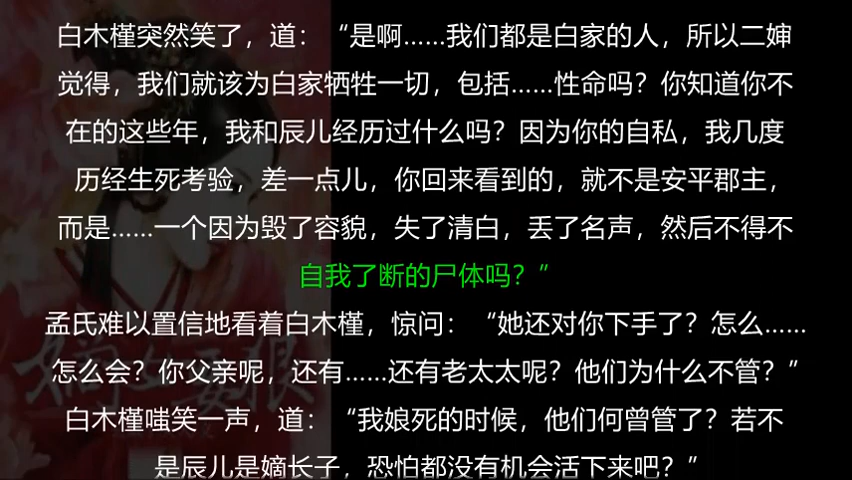 白木槿突然笑了，道：“是啊……我们都是白家的人，所以二婶
觉得，我们就该为白家牺牲一切，包括……性命吗？你知道你不
在的这些年，我和辰儿经历过什么吗？因为你的自私，我几度
历经生死考验，差一点儿，你回来看到的，就不是安平郡主，
而是……一个因为毁了容貌，失了清白，丢了名声，然后不得不
自我了断的尸体吗？”
孟氏难以置信地看着白木槿，惊问：“她还对你下手了？怎么……
怎么会？你父亲呢，还有……还有老太太呢？他们为什么不管？”
白木槿嗤笑一声，道：“我娘死的时候，他们何曾管了？若不
是辰儿是嫡长子，恐怕都没有机会活下来吧？”